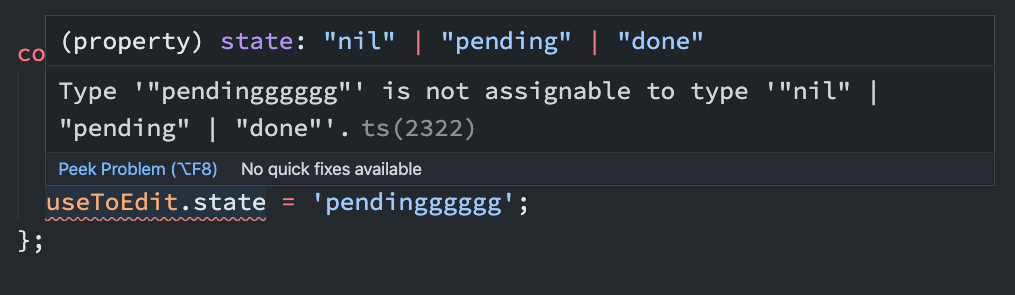 co
(property) state: "nil" | "pending" | "done"
Type '"pendingggggg"' is not assignable to type '"nil" |
"pending" | "done"'. ts(2322)
Peek Problem (⌥F8) No quick fixes available
useToEdit.state = 'pendingggggg';
};